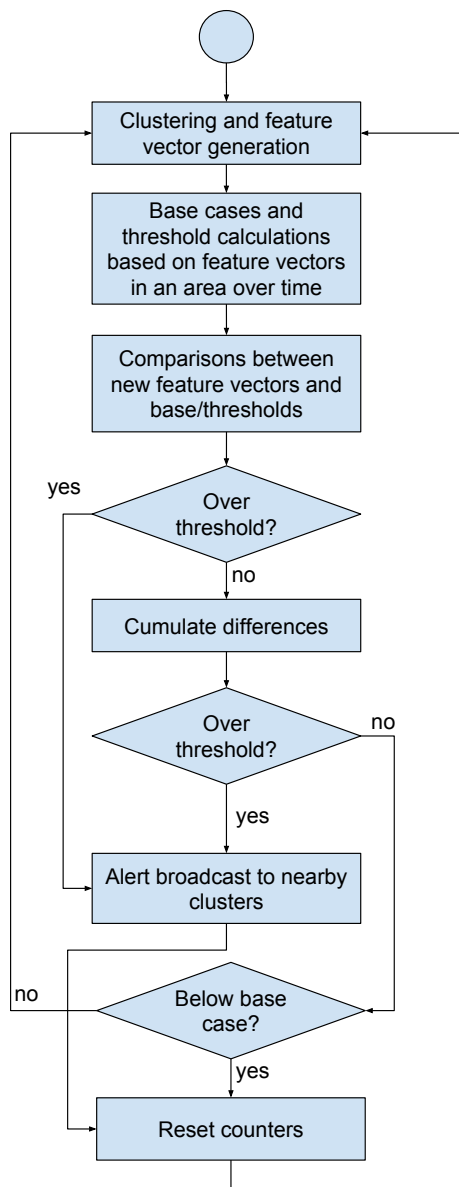 Clustering and feature
vector generation
Base cases and
threshold calculations
based on feature vectors
in an area over time
Comparisons between
new feature vectors and
base/thresholds
yes
Over
threshold?
no
Cumulate differences
Over
threshold?
no
yes
Alert broadcast to nearby
clusters
no
Below base
case?
yes
Reset counters